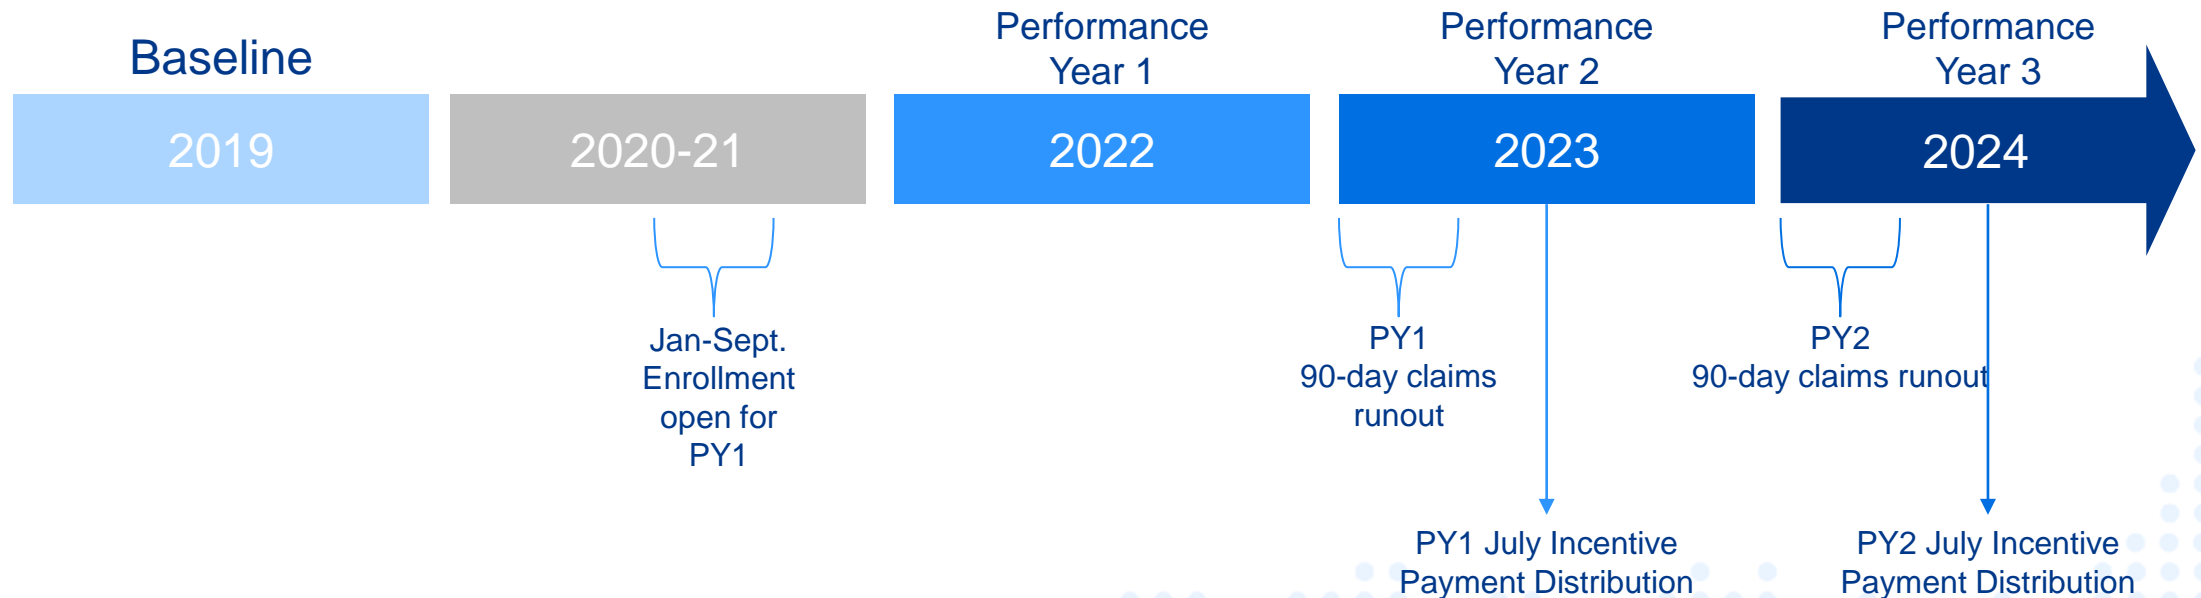 Baseline
Performance
Year 1
Performance
Year 2
Performance
Year 3
2019
2020-21
2022
2023
2024
Jan-Sept.
Enrollment
open for
PY1
PY1
90-day claims
runout
PY2
90-day claims runout
PY1 July Incentive
Payment Distribution
PY2 July Incentive
Payment Distribution